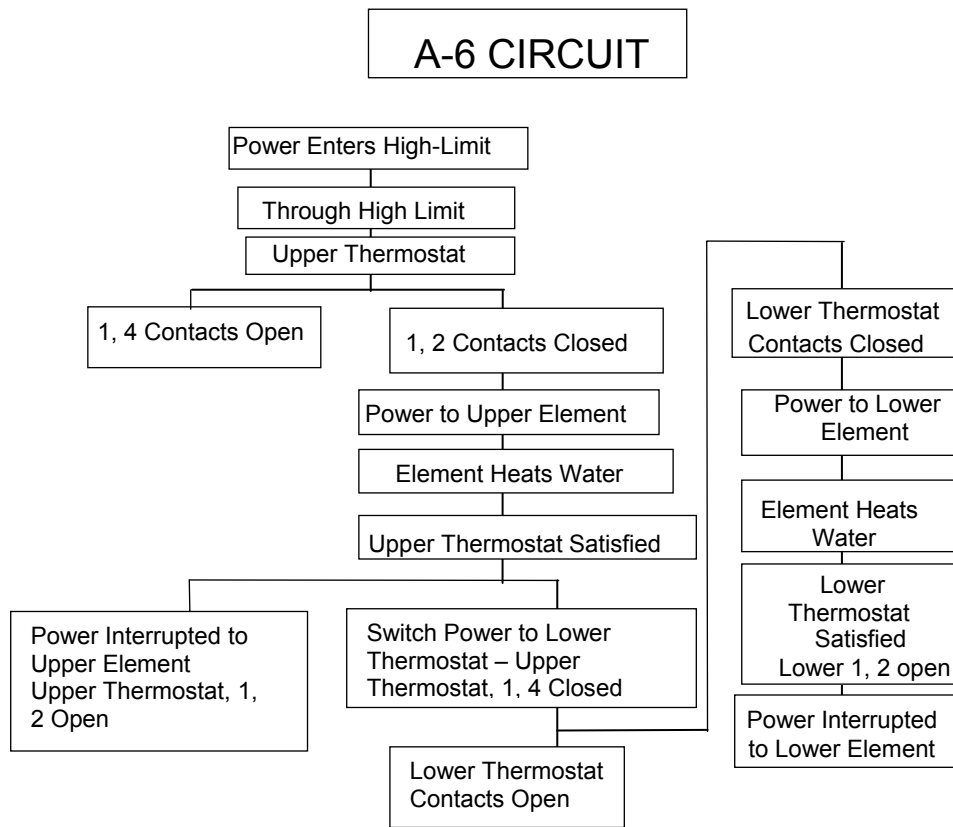 A-6 CIRCUIT
Power Enters High-Limit
Through High Limit
Upper Thermostat
1, 4 Contacts Open
1, 2 Contacts Closed
Power to Upper Element
Element Heats Water
Upper Thermostat Satisfied
Power Interrupted to
Upper Element
Upper Thermostat, 1,
2 Open
Switch Power to Lower
Thermostat – Upper
Thermostat, 1, 4 Closed
Lower Thermostat
Contacts Open
Lower Thermostat
Contacts Closed
Power to Lower
Element
Element Heats
Water
Lower
Thermostat
Satisfied
Lower 1, 2 open
Power Interrupted
to Lower Element